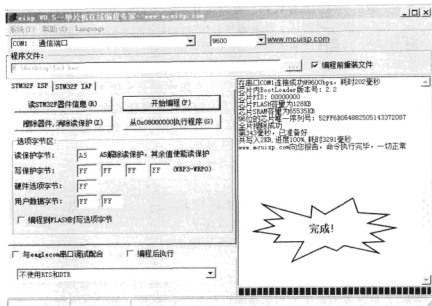 mcuisp V0.5--单片机在线编程专家--www.mcuisp.com
系统(Y) 帮助(Z) Language
COM1 : 通信端口 9600 www.mcuisp.com
程序文件:
编程前重装文件
STM32F ISP STM32F IAP
读STM32F器件信息(R) 开始编程(P)
擦除器件,消除读保护(Z) 从0x08000000执行程序(G)
选项字节区:
读保护字节: A5 A5解除读保护,其余值使能读保护
写保护字节: FF FF FF FF (WRP3-WRP0)
硬件选项字节: FF
用户数据字节: FF FF
编程到FLASH时写选项字节
与eaglecom串口调试配合 编程后执行
不使用RTS和DTR
在串口COM1连接成功@9600bps,耗时202毫秒
芯片内BootLoader版本号: 2.2
芯片PID: 00000000
芯片FLASH容量为128KB
芯片SRAM容量为65535KB
96位的芯片唯一序列号:
全片擦除成功
第343毫秒,已准备好
共写入2KB,进度100%,耗时3291毫秒
www.mcuisp.com向您报告,命令执行完毕,一切正常
完成!